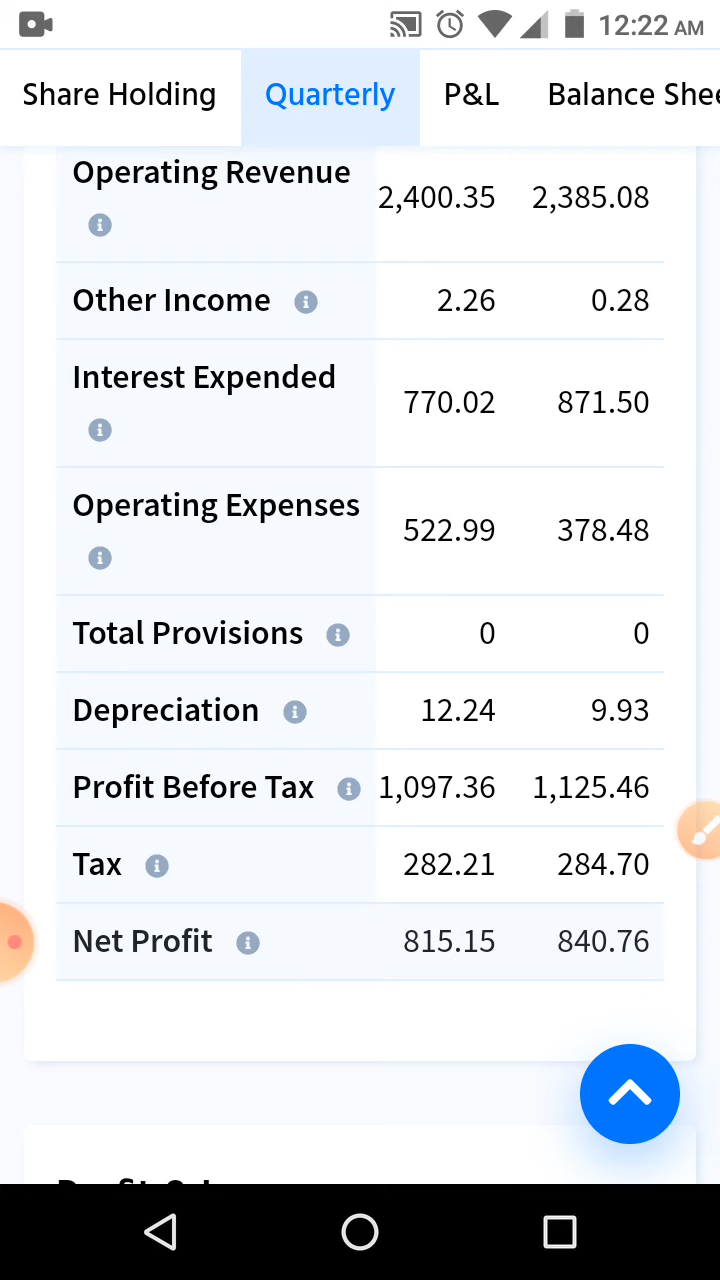 12:22 AM
Share Holding Quarterly P&L Balance Shee
Operating Revenue 2,400.35 2,385.08
Other Income 2.26 0.28
Interest Expended 770.02 871.50
Operating Expenses 522.99 378.48
Total Provisions 0 0
Depreciation 12.24 9.93
Profit Before Tax 1,097.36 1,125.46
Tax 282.21 284.70
Net Profit 815.15 840.76